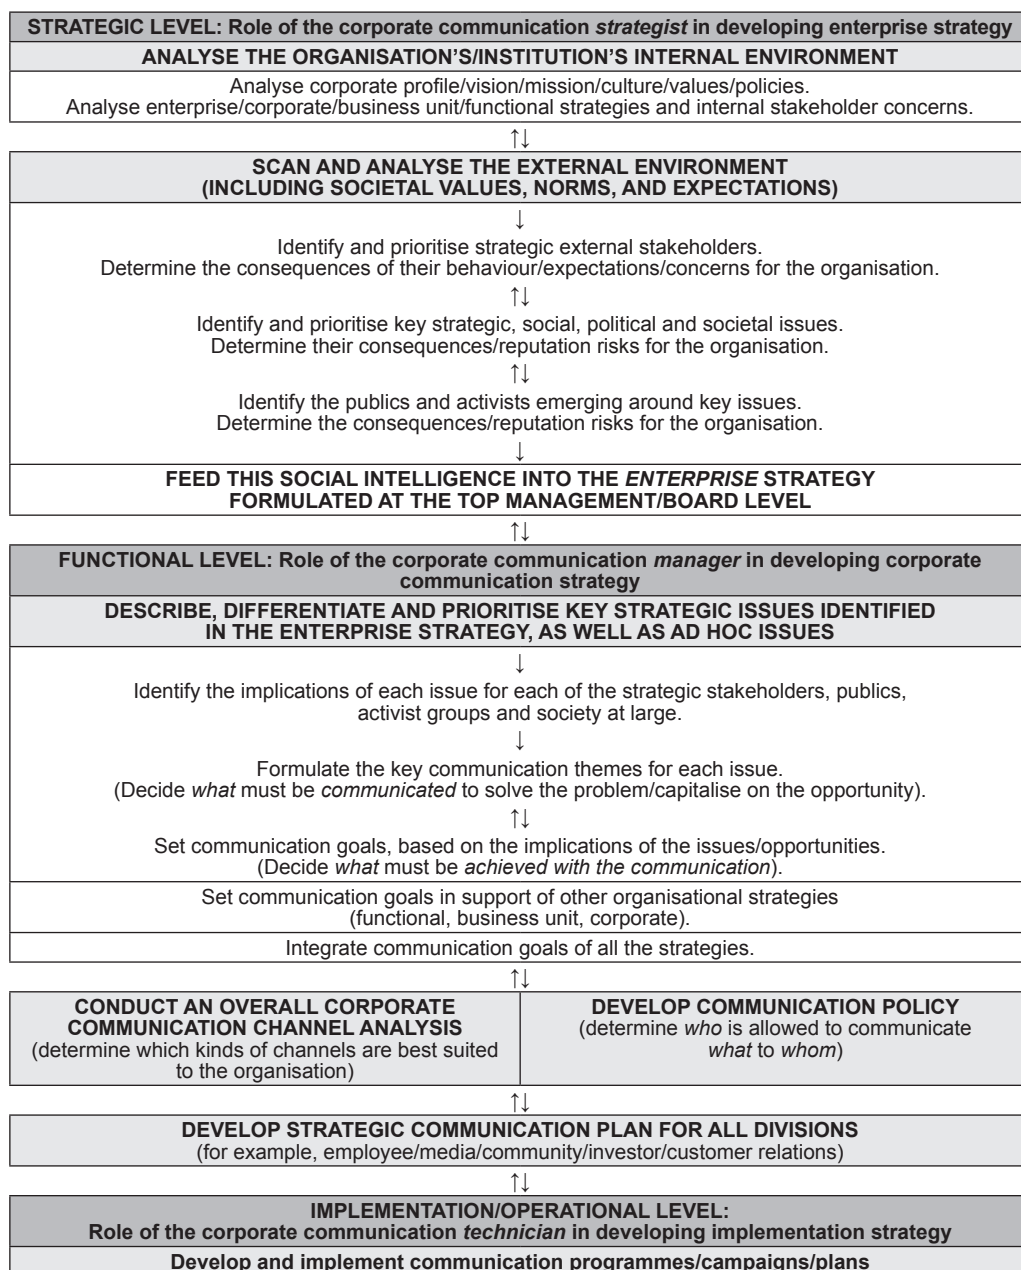 STRATEGIC LEVEL: Role of the corporate communication strategist in developing enterprise strategy
ANALYSE THE ORGANISATION'S/INSTITUTION'S INTERNAL ENVIRONMENT
Analyse corporate profile/vision/mission/culture/values/policies.
Analyse enterprise/corporate/business unit/functional strategies and internal stakeholder concerns.
↑↓
SCAN AND ANALYSE THE EXTERNAL ENVIRONMENT
(INCLUDING SOCIETAL VALUES, NORMS, AND EXPECTATIONS)
↓
Identify and prioritise strategic external stakeholders.
Determine the consequences of their behaviour/expectations/concerns for the organisation.
↑↓
Identify and prioritise key strategic, social, political and societal issues.
Determine their consequences/reputation risks for the organisation.
↑↓
Identify the publics and activists emerging around key issues.
Determine the consequences/reputation risks for the organisation.
↓
FEED THIS SOCIAL INTELLIGENCE INTO THE ENTERPRISE STRATEGY
FORMULATED AT THE TOP MANAGEMENT/BOARD LEVEL
↑↓
FUNCTIONAL LEVEL: Role of the corporate communication manager in developing corporate
communication strategy
DESCRIBE, DIFFERENTIATE AND PRIORITISE KEY STRATEGIC ISSUES IDENTIFIED
IN THE ENTERPRISE STRATEGY, AS WELL AS AD HOC ISSUES
↓
Identify the implications of each issue for each of the strategic stakeholders, publics,
activist groups and society at large.
↓
Formulate the key communication themes for each issue.
(Decide what must be communicated to solve the problem/capitalise on the opportunity).
↑↓
Set communication goals, based on the implications of the issues/opportunities.
(Decide what must be achieved with the communication).
Set communication goals in support of other organisational strategies
(functional, business unit, corporate).
Integrate communication goals of all the strategies.
↑↓
CONDUCT AN OVERALL CORPORATE
COMMUNICATION CHANNEL ANALYSIS
(determine which kinds of channels are best suited
to the organisation)
DEVELOP COMMUNICATION POLICY
(determine who is allowed to communicate
what to whom)
↑↓
DEVELOP STRATEGIC COMMUNICATION PLAN FOR ALL DIVISIONS
(for example, employee/media/community/investor/customer relations)
↑↓
IMPLEMENTATION/OPERATIONAL LEVEL:
Role of the corporate communication technician in developing implementation strategy
Develop and implement communication programmes/campaigns/plans